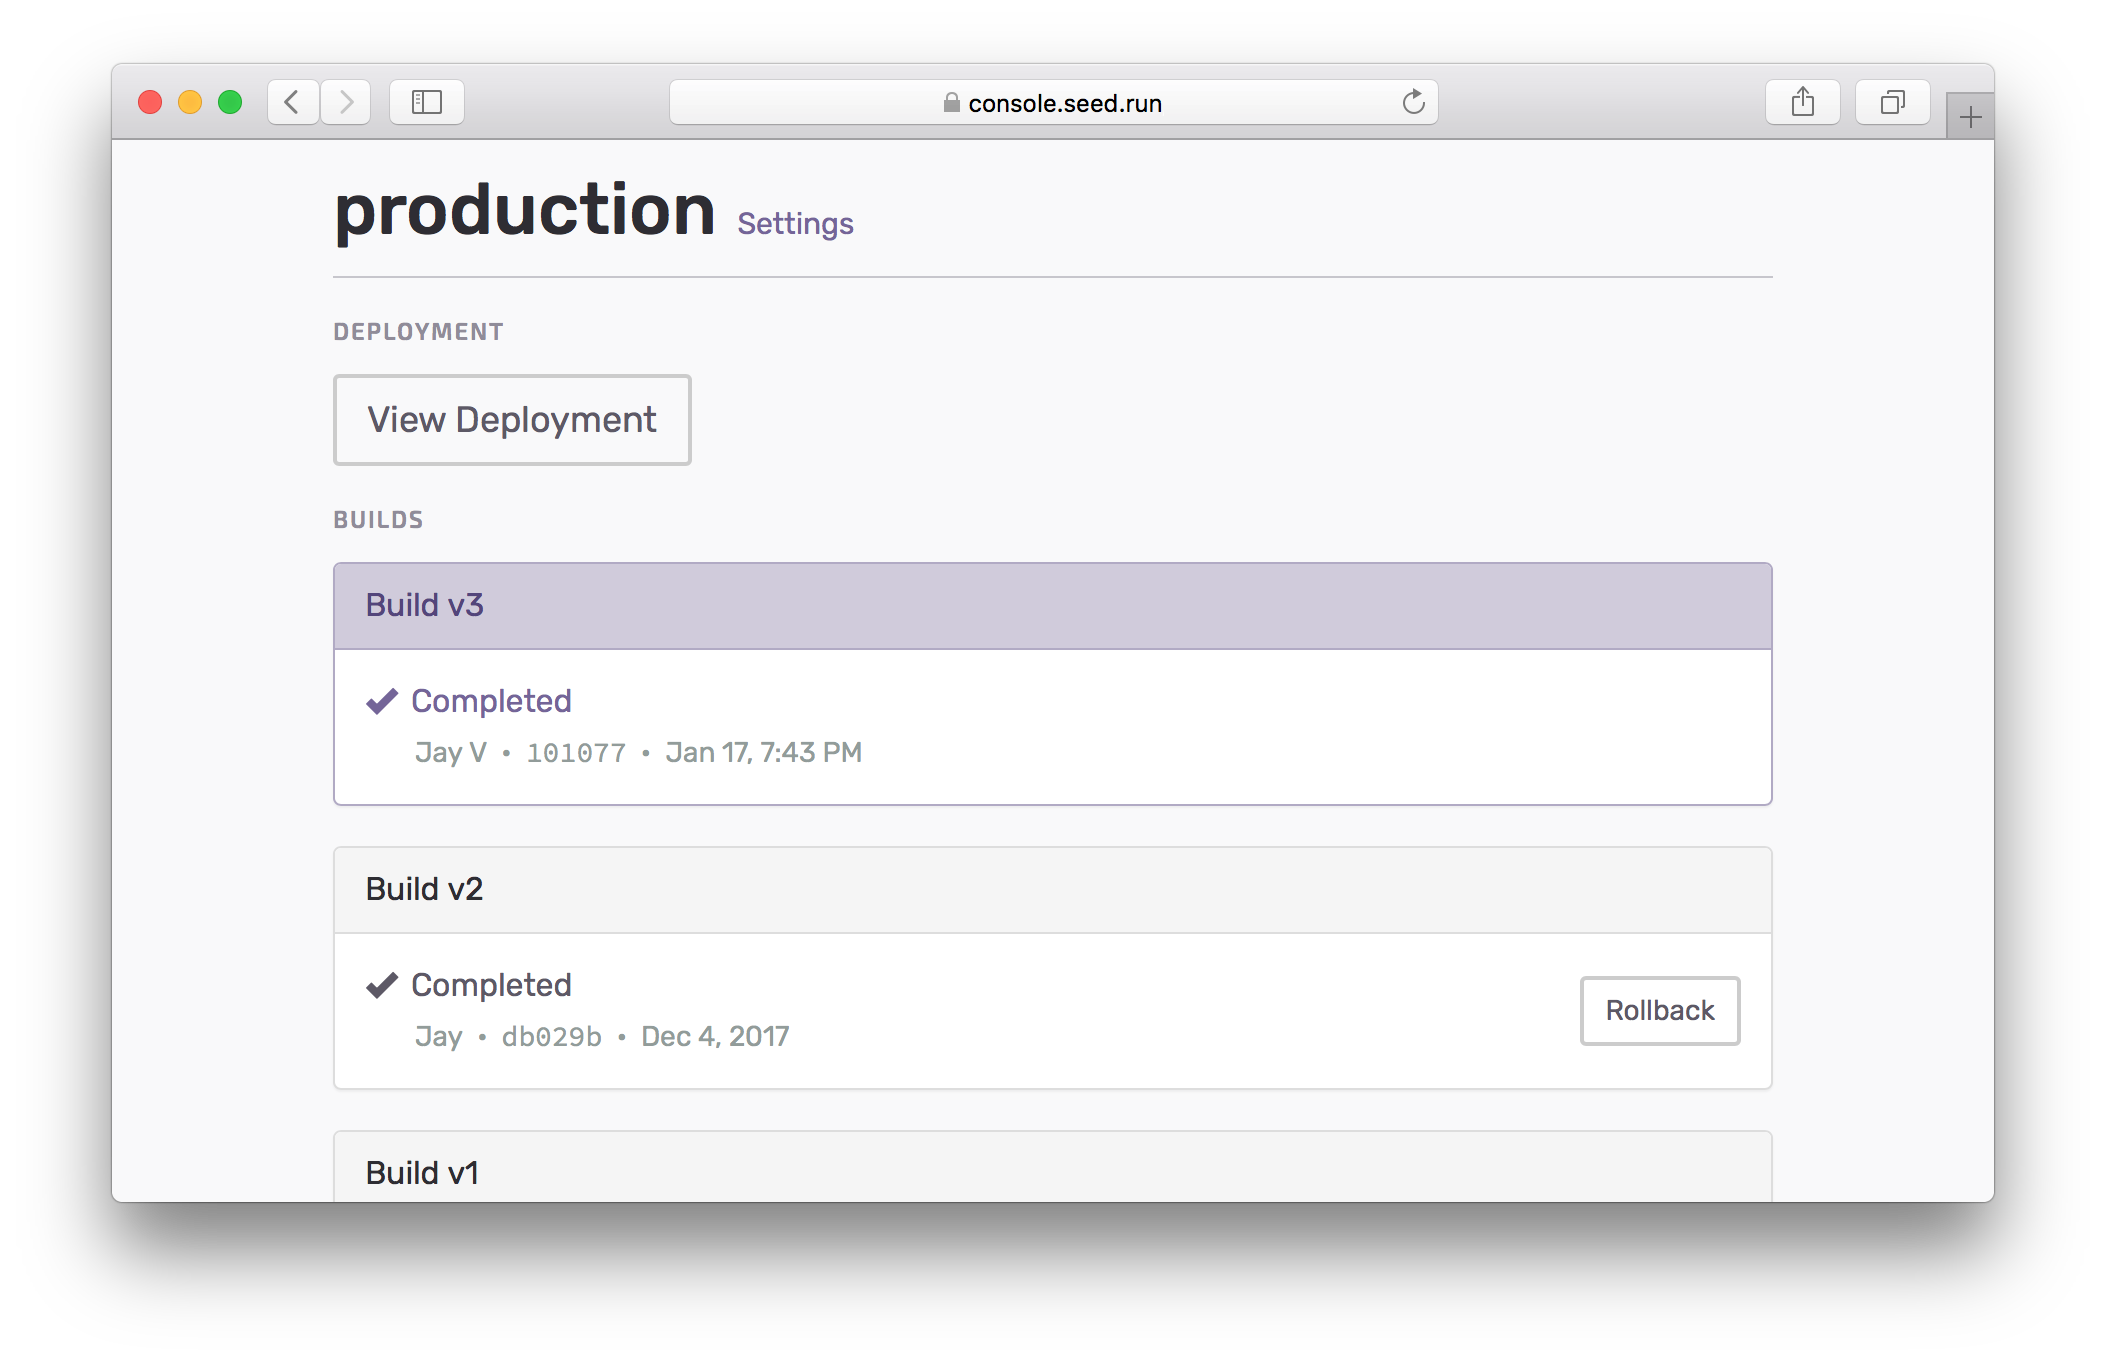 console.seed.run
production Settings
DEPLOYMENT
View Deployment
BUILDS
Build v3
Completed
Jay V • 101077 • Jan 17, 7:43 PM
Build v2
Completed
Rollback
Jay • db029b • Dec 4, 2017
Build v1